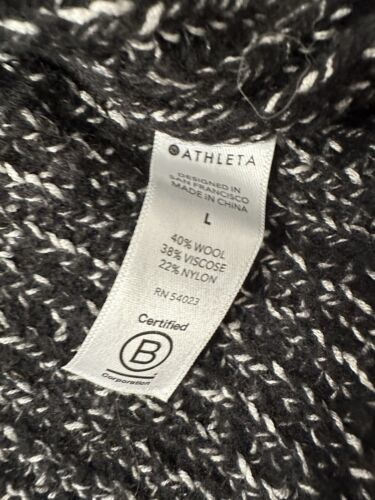 ATHLETA
DESIGNED IN
SAN FRANCISCO
MADE IN CHINA
L
40% WOOL
38% VISCOSE
22% NYLON
RN 54023
Certified
B
Corporation